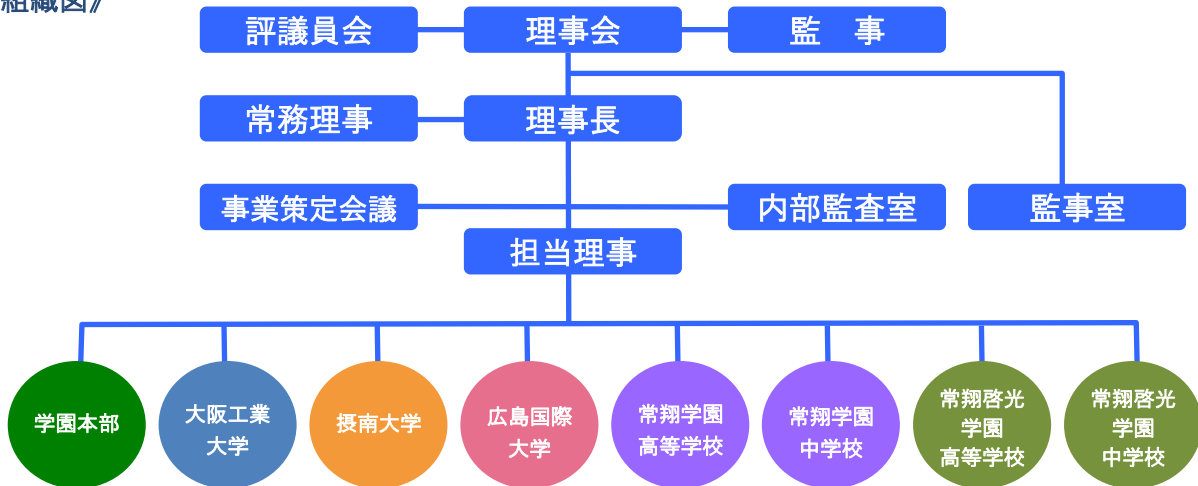 組織図》
評議員会
理事会
監　事
常務理事
理事長
事業策定会議
内部監査室
監事室
担当理事
学園本部
大阪工業
大学
摂南大学
広島国際
大学
常翔学園
高等学校
常翔学園
中学校
常翔啓光
学園
高等学校
常翔啓光
学園
中学校